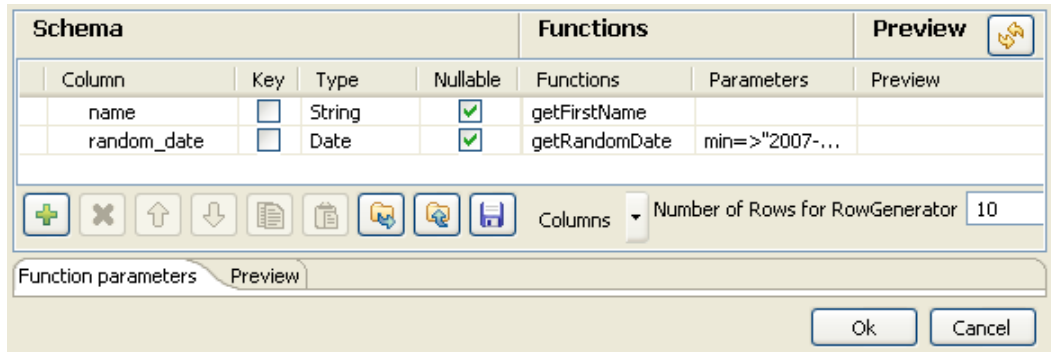 Schema Functions Preview
Column Key Type Nullable Functions Parameters Preview
name String getFirstName
random_date Date getRandomDate min=>"2007-...
Columns Number of Rows for RowGenerator 10
Function parameters Preview
Ok Cancel